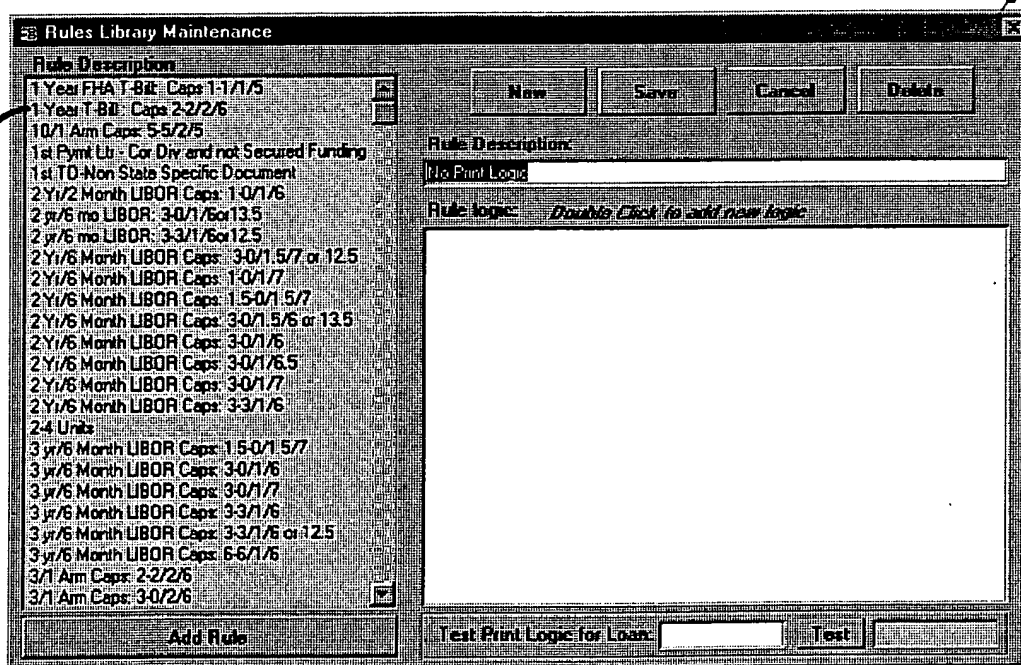 Rules Library Maintenance
Rule Description
1 Year FHA T-Bill: Caps 1-1/1/5
1 Year T-Bill: Caps 2-2/2/6
10/1 Arm Caps: 5-5/2/5
1st Pymt Ltr - Cor Div and not Secured Funding
1st TD-Non State Specific Document
2 Yr/2 Month LIBOR Caps: 1-0/1/6
2 yr/6 mo LIBOR: 3-0/1/6or13.5
2 yr/6 mo LIBOR: 3-3/1/6or12.5
2 Yr/6 Month LIBOR Caps: 3-0/1.5/7 or 12.5
2 Yr/6 Month LIBOR Caps: 1-0/1/7
2 Yr/6 Month LIBOR Caps: 1.5-0/1.5/7
2 Yr/6 Month LIBOR Caps: 3-0/1.5/6 or 13.5
2 Yr/6 Month LIBOR Caps: 3-0/1/6
2 Yr/6 Month LIBOR Caps: 3-0/1/6.5
2 Yr/6 Month LIBOR Caps: 3-0/1/7
2 Yr/6 Month LIBOR Caps: 3-3/1/6
2-4 Units
3 yr/6 Month LIBOR Caps: 1.5-0/1.5/7
3 yr/6 Month LIBOR Caps: 3-0/1/6
3 yr/6 Month LIBOR Caps: 3-0/1/7
3 yr/6 Month LIBOR Caps: 3-3/1/6
3 yr/6 Month LIBOR Caps: 3-3/1/6 or 12.5
3 yr/6 Month LIBOR Caps: 6-6/1/6
3/1 Arm Caps: 2-2/2/6
3/1 Arm Caps: 3-0/2/6
Add Rule
New Save Cancel Delete
Rule Description:
No Print Logic
Rule logic: Double Click to add new logic
Test Print Logic for Loan: Test